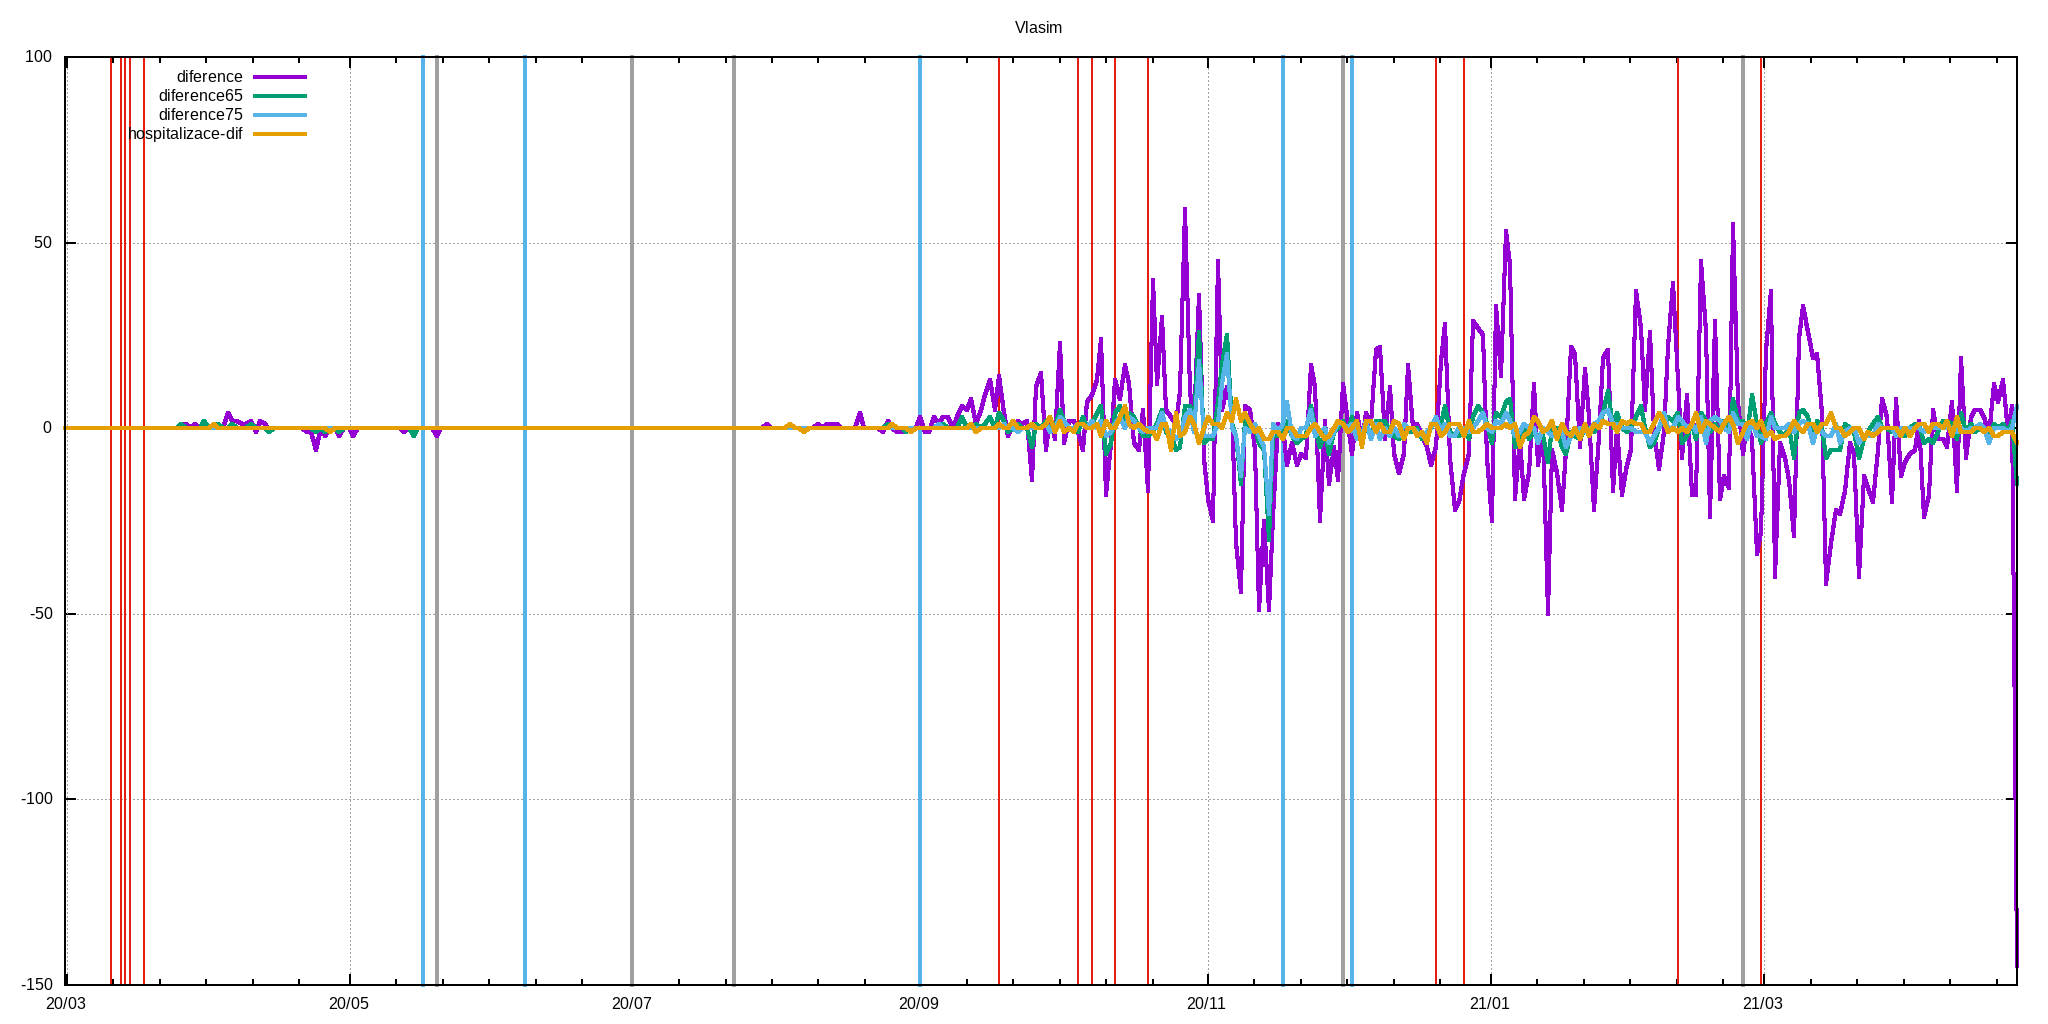 Vlasim
100
50
0
-50
-100
-150
diference
diference65
diference75
hospitalizace-dif
20/03 20/05 20/07 20/09 20/11 21/01 21/03